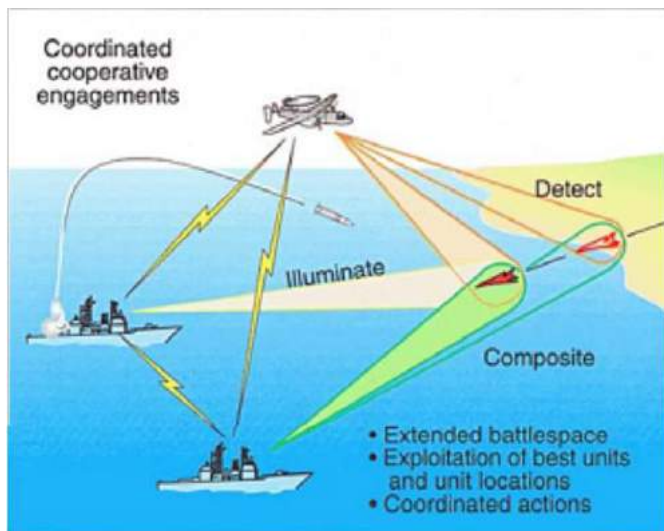 Coordinated
cooperative
engagements
Detect
Illuminate
Composite
• Extended battlespace
• Exploitation of best units
and unit locations
• Coordinated actions